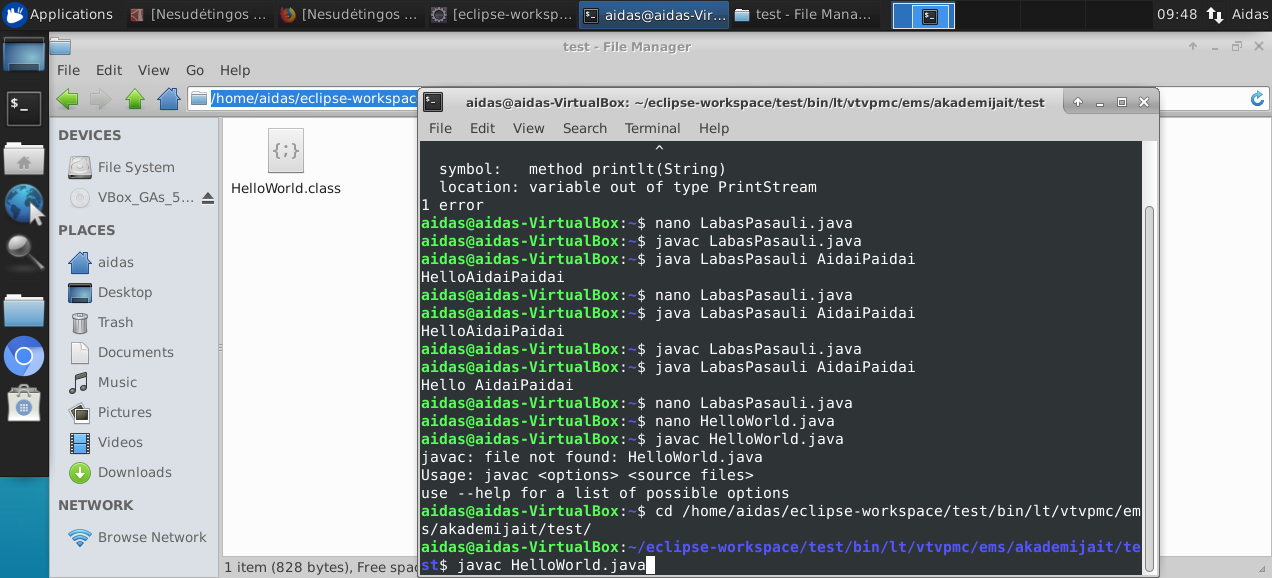 Applications
[Nesudėtingos ...
[Nesudėtingos ...
[eclipse-worksp...
aidas@aidas-Vir...
test - File Mana...
09:48
Aidas
test - File Manager
File Edit View Go Help
/home/aidas/eclipse-workspac
DEVICES
File System
VBox_GAs_5...
PLACES
aidas
Desktop
Trash
Documents
Music
Pictures
Videos
Downloads
NETWORK
Browse Network
{;}
HelloWorld.class
1 item (828 bytes), Free spac
aidas@aidas-VirtualBox: ~/eclipse-workspace/test/bin/lt/vtvpmc/ems/akademijait/test
File Edit View Search Terminal Help
^
symbol:   method printlt(String)
location: variable out of type PrintStream
1 error
aidas@aidas-VirtualBox:~$ nano LabasPasauli.java
aidas@aidas-VirtualBox:~$ javac LabasPasauli.java
aidas@aidas-VirtualBox:~$ java LabasPasauli AidaiPaidai
HelloAidaiPaidai
aidas@aidas-VirtualBox:~$ nano LabasPasauli.java
aidas@aidas-VirtualBox:~$ java LabasPasauli AidaiPaidai
HelloAidaiPaidai
aidas@aidas-VirtualBox:~$ javac LabasPasauli.java
aidas@aidas-VirtualBox:~$ java LabasPasauli AidaiPaidai
Hello AidaiPaidai
aidas@aidas-VirtualBox:~$ nano LabasPasauli.java
aidas@aidas-VirtualBox:~$ nano HelloWorld.java
aidas@aidas-VirtualBox:~$ javac HelloWorld.java
javac: file not found: HelloWorld.java
Usage: javac <options> <source files>
use --help for a list of possible options
aidas@aidas-VirtualBox:~$ cd /home/aidas/eclipse-workspace/test/bin/lt/vtvpmc/em
s/akademijait/test/
aidas@aidas-VirtualBox:~/eclipse-workspace/test/bin/lt/vtvpmc/ems/akademijait/te
st$ javac HelloWorld.java